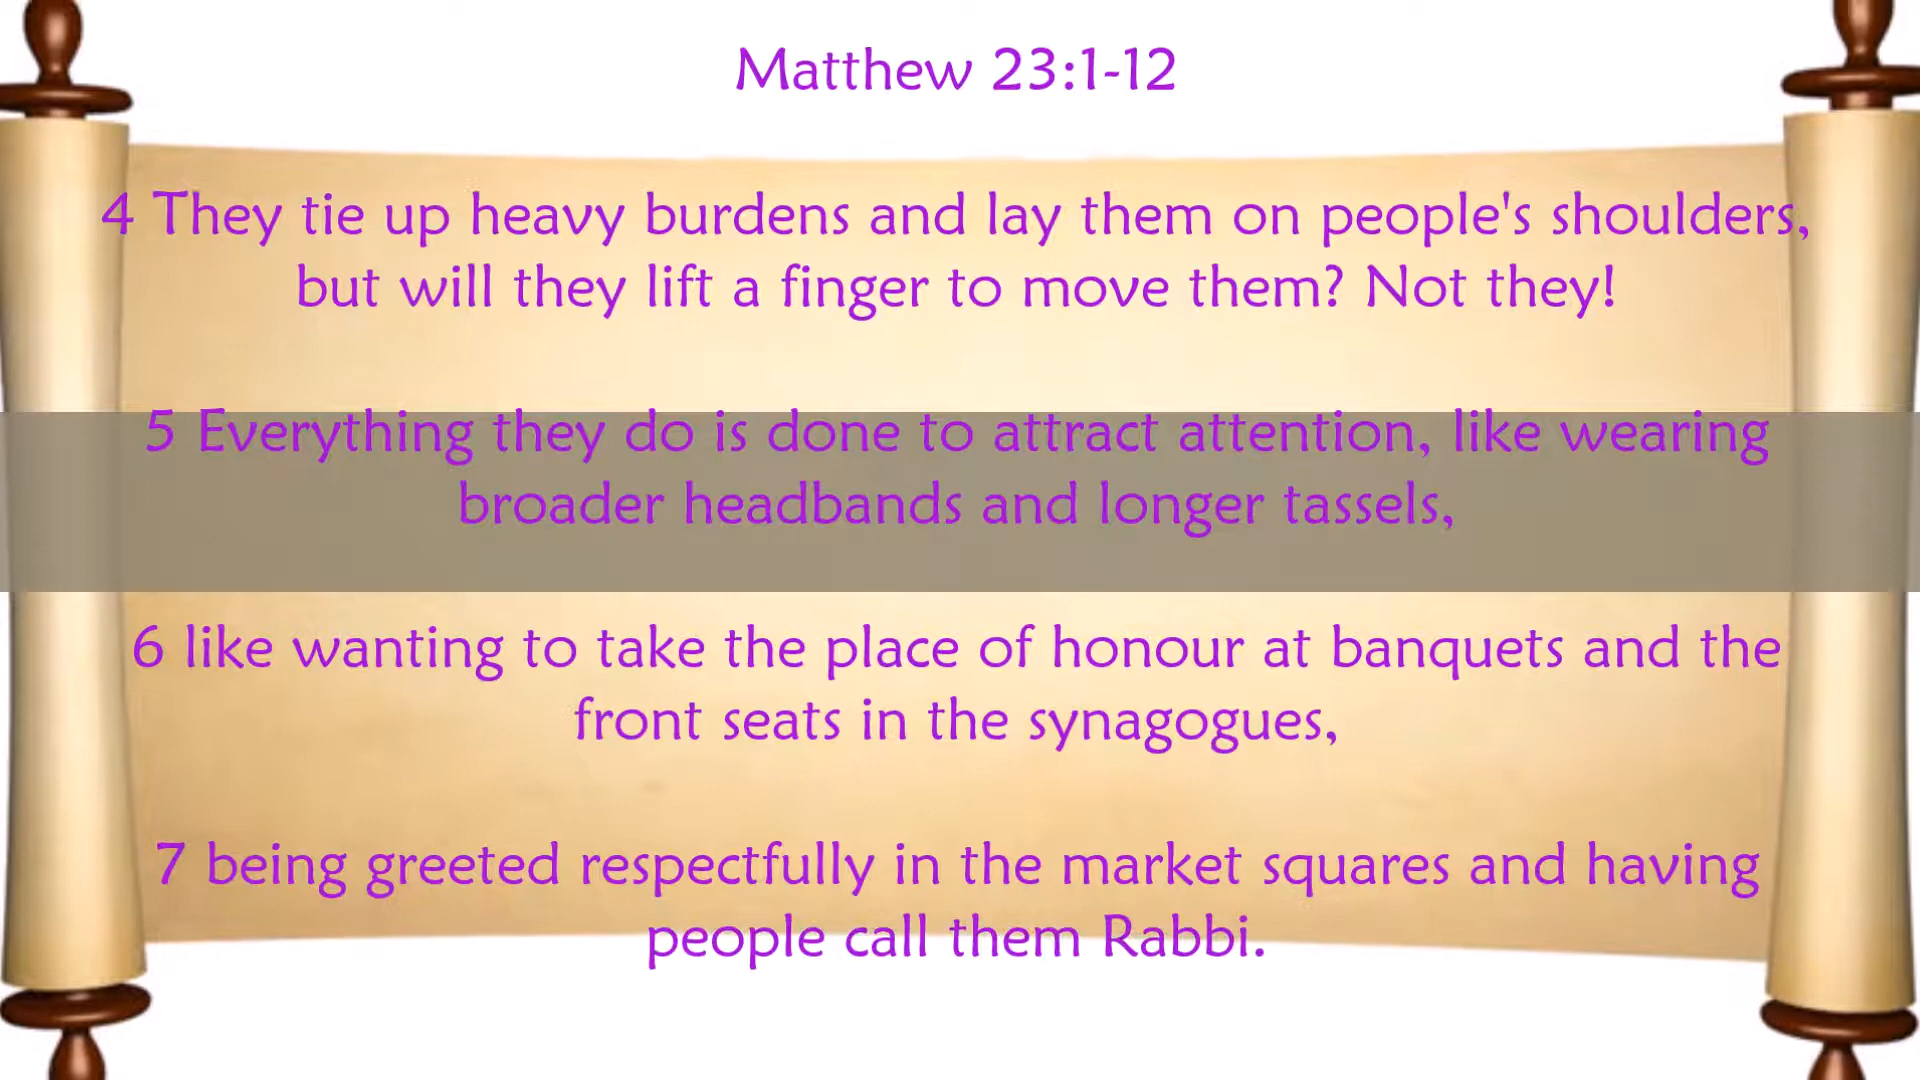 Matthew 23:1-12
4 They tie up heavy burdens and lay them on people's shoulders,
but will they lift a finger to move them? Not they!
5 Everything they do is done to attract attention, like wearing
broader headbands and longer tassels,
6 like wanting to take the place of honour at banquets and the
front seats in the synagogues,
7 being greeted respectfully in the market squares and having
people call them Rabbi.